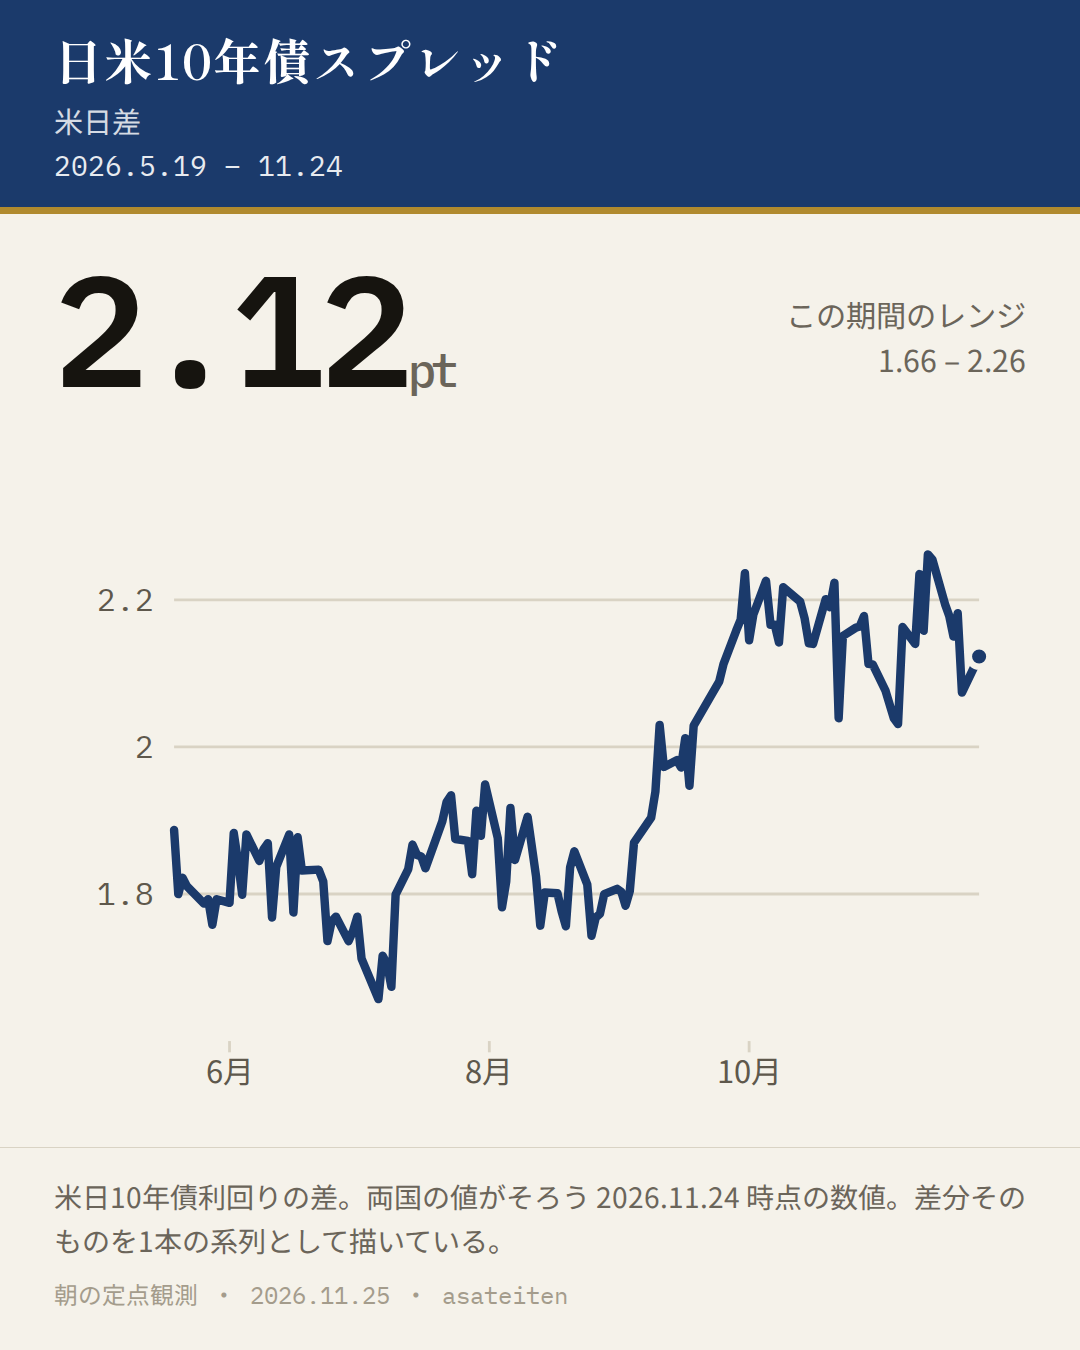 日米10年債スプレッド
米日差
2026.5.19 – 11.24
2.12pt
この期間のレンジ
1.66 – 2.26
2.2
2
1.8
6月
8月
10月
米日10年債利回りの差。両国の値がそろう 2026.11.24 時点の数値。差分その
ものを1本の系列として描いている。
朝の定点観測 ・ 2026.11.25 ・ asateiten